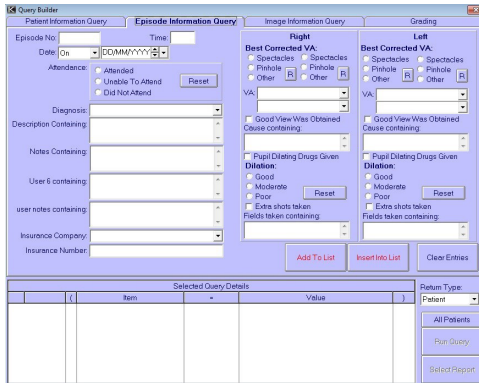 Query Builder
Patient Information Query
Episode Information Query
Image Information Query
Grading
Episode No:
Time:
Date: On DD/MM/YYYY
Attendance:
Attended
Unable To Attend
Did Not Attend
Reset
Diagnosis:
Description Containing:
Notes Containing:
User 6 containing:
user notes containing:
Insurance Company:
Insurance Number:
Right
Best Corrected VA:
Spectacles Spectacles
Pinhole Pinhole
Other R Other R
VA:
Good View Was Obtained
Cause containing:
Pupil Dilating Drugs Given
Dilation:
Good
Moderate
Poor
Reset
Extra shots taken
Fields taken containing:
Left
Best Corrected VA:
Spectacles Spectacles
Pinhole Pinhole
Other R Other R
VA:
Good View Was Obtained
Cause containing:
Pupil Dilating Drugs Given
Dilation:
Good
Moderate
Poor
Reset
Extra shots taken
Fields taken containing:
Add To List
Insert Into List
Clear Entries
Selected Query Details
( Item = Value )
Return Type:
Patient
All Patients
Run Query
Select Report